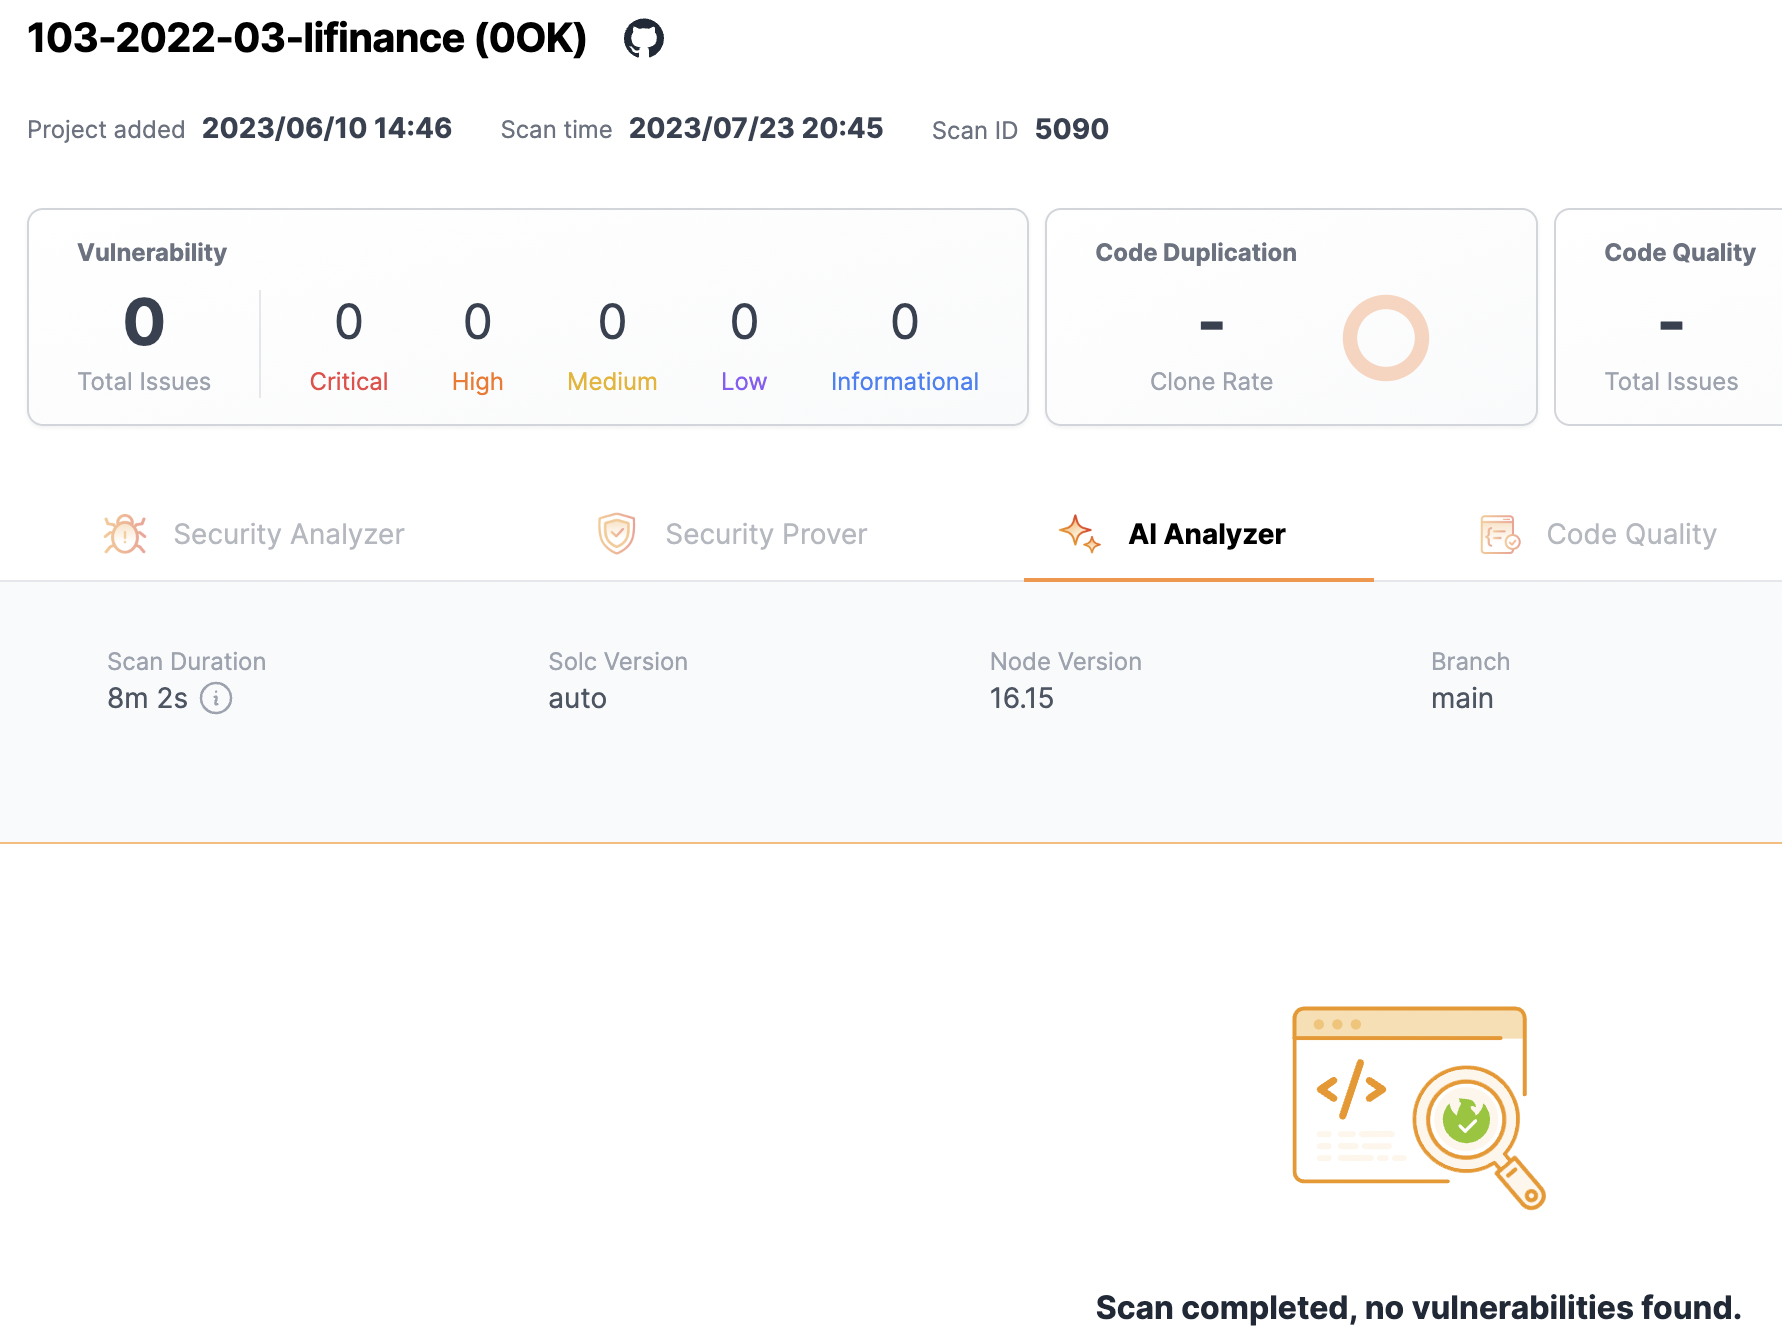 103-2022-03-lifinance (0OK)
Project added 2023/06/10 14:46 Scan time 2023/07/23 20:45 Scan ID 5090
Vulnerability
0 0 0 0 0 0
Total Issues Critical High Medium Low Informational
Code Duplication
-
Clone Rate
Code Quality
-
Total Issues
Security Analyzer Security Prover AI Analyzer Code Quality
Scan Duration Solc Version Node Version Branch
8m 2s auto 16.15 main
</>
Scan completed, no vulnerabilities found.